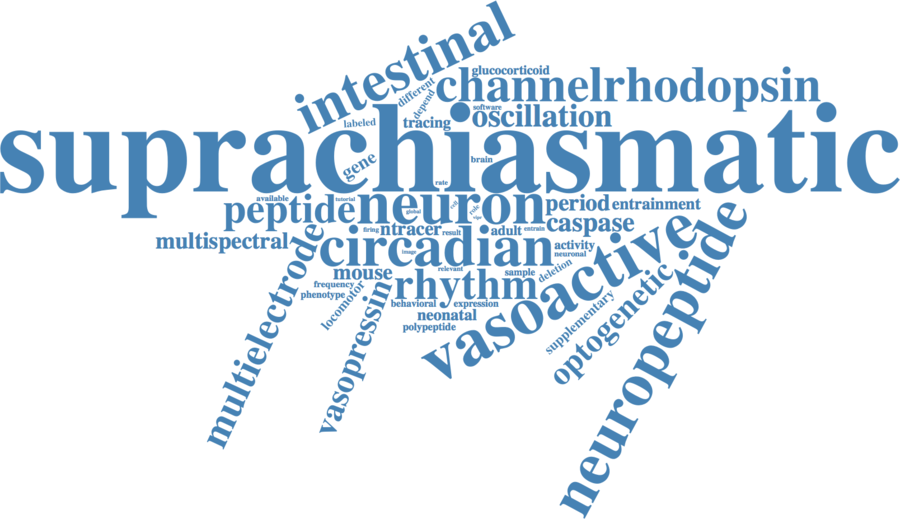 intestinal
glucocorticoid
channelrhodopsin
different
depend
software
oscillation
labeled
tracing
suprachiasmatic
gene
brain
rate
available
tutorial
peptide
neuron
global
role
period
entrainment
multispectral
firing
ntracer
result
adult
entrain
caspase
circadian
image
activity
neuronal
vasoactive
neuropeptide
multielectrode
mouse
relevant
sample
deletion
rhythm
frequency
phenotype
locomotor
vasopressin
behavioral
expression
neonatal
polypeptide
supplementary
optogenetic